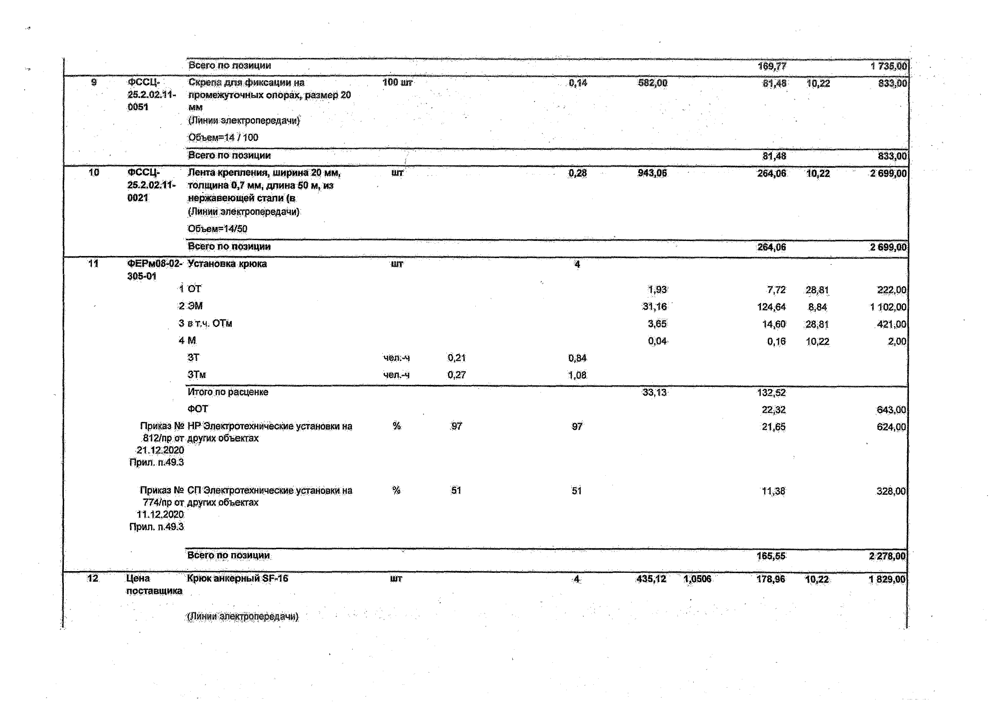 Всего по позиции 169,77 1 735,00
9 ФССЦ- Скрепа для фиксации на 100 шт 0,14 582,00 81,48 10,22 833,00
25.2.02.11- промежуточных опорах, размер 20
0051 мм
(Линии электропередачи)
Объем=14 / 100
Всего по позиции 81,48 833,00
10 ФССЦ- Лента крепления, ширина 20 мм, шт 0,28 943,06 264,06 10,22 2 699,00
25.2.02.11- толщина 0,7 мм, длина 50 м, из
0021 нержавеющей стали (в
(Линии электропередачи)
Объем=14/50
Всего по позиции 264,06 2 699,00
11 ФЕРм08-02- Установка крюка шт 4
305-01
1 ОТ 1,93 7,72 28,81 222,00
2 ЭМ 31,16 124,64 8,84 1 102,00
3 в т.ч. ОТм 3,65 14,60 28,81 421,00
4 М 0,04 0,16 10,22 2,00
ЗТ чел.-ч 0,21 0,84
ЗТм чел.-ч 0,27 1,08
Итого по расценке 33,13 132,52
ФОТ 22,32 643,00
Приказ № НР Электротехнические установки на % 97 97 21,65 624,00
812/пр от других объектах
21.12.2020
Прил. п.49.3
Приказ № СП Электротехнические установки на % 51 51 11,38 328,00
774/пр от других объектах
11.12.2020
Прил. п.49.3
Всего по позиции 165,55 2 278,00
12 Цена Крюк анкерный SF-16 шт 4 435,12 1,0506 178,96 10,22 1 829,00
поставщика
(Линии электропередачи)